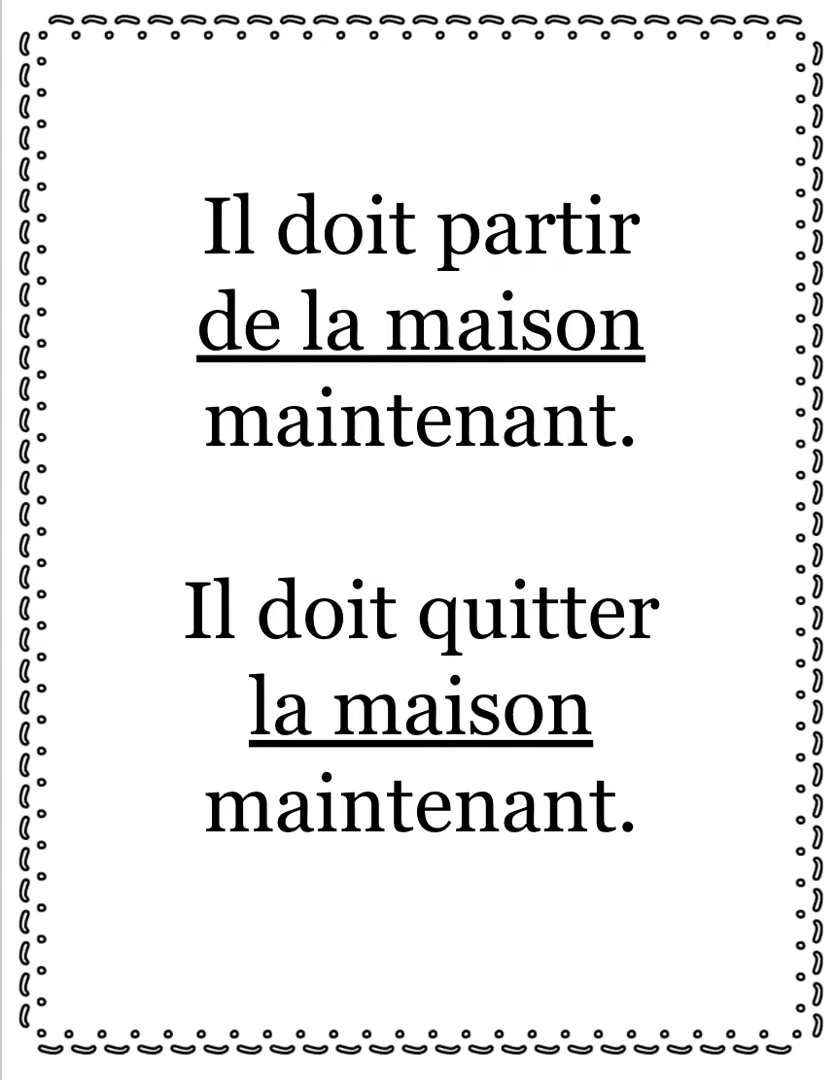 Il doit partir
de la maison
maintenant.
Il doit quitter
la maison
maintenant.